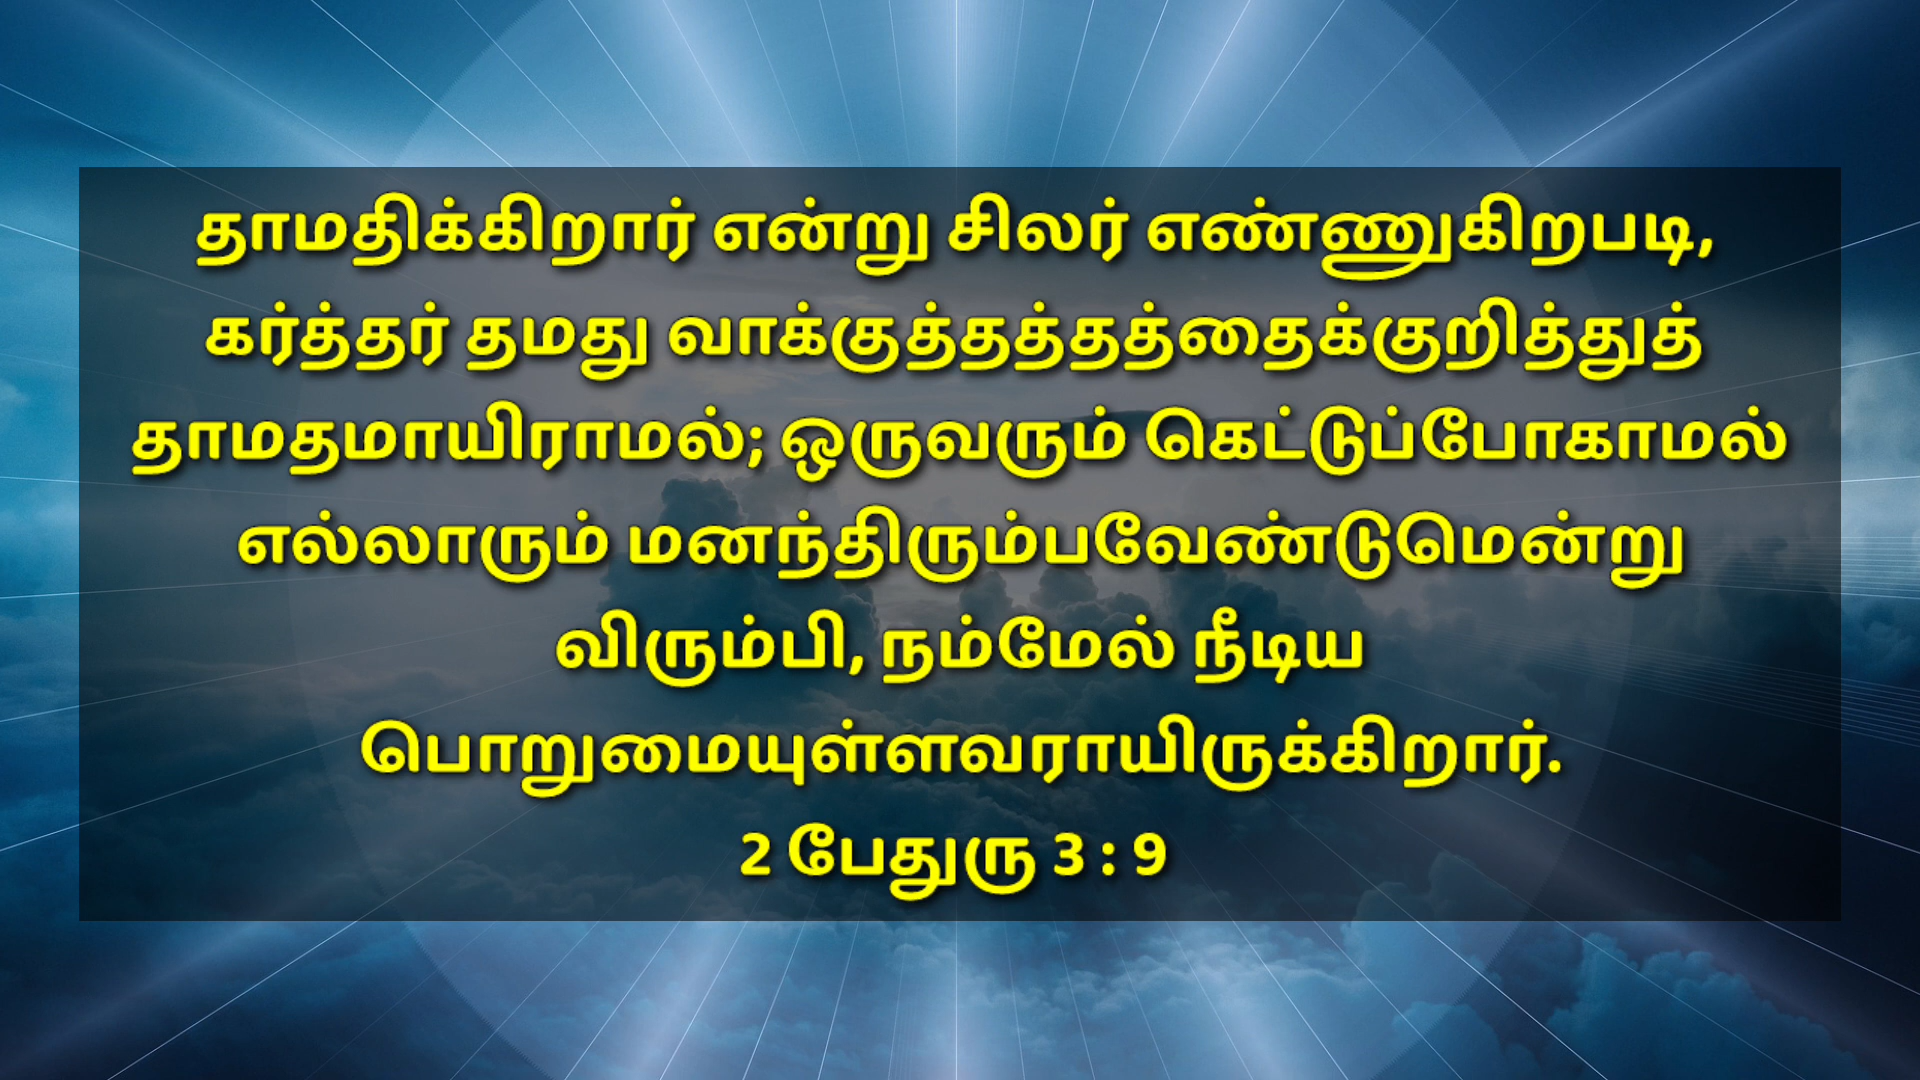 தாமதிக்கிறார் என்று சிலர் எண்ணுகிறபடி,
கர்த்தர் தமது வாக்குத்தத்தத்தைக்குறித்துத்
தாமதமாயிராமல்; ஒருவரும் கெட்டுப்போகாமல்
எல்லாரும் மனந்திரும்பவேண்டுமென்று
விரும்பி, நம்மேல் நீடிய
பொறுமையுள்ளவராயிருக்கிறார்.
2 பேதுரு 3 : 9